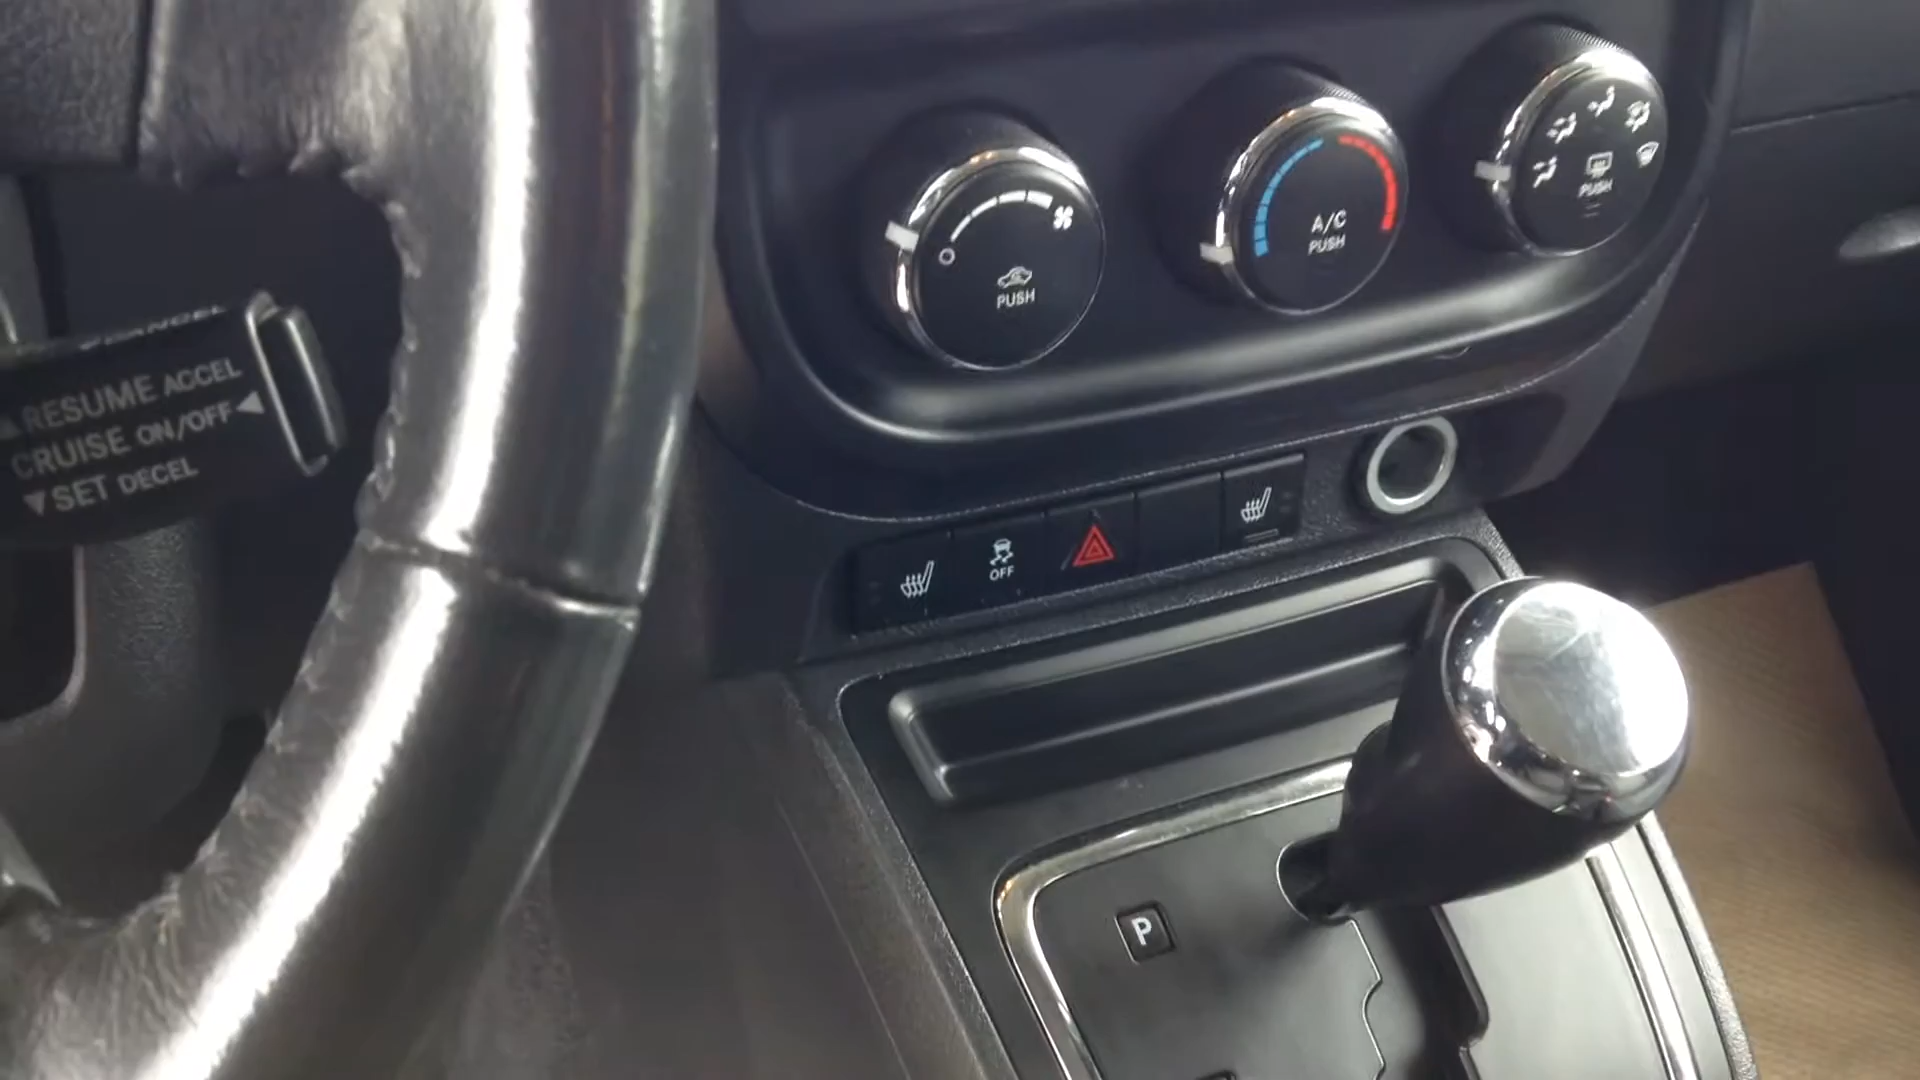 CANCEL
RESUME ACCEL
CRUISE ON/OFF
SET DECEL
PUSH
A/C
PUSH
PUSH
OFF
P